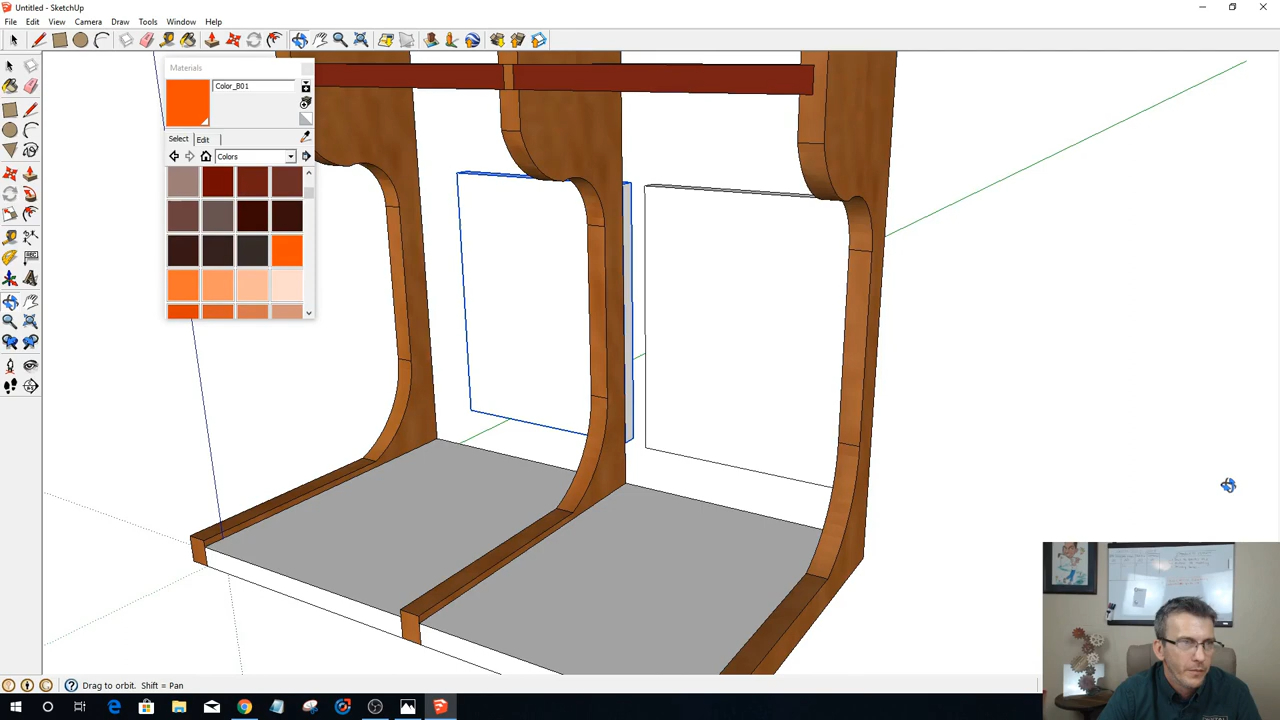 Untitled - SketchUp
File Edit View Camera Draw Tools Window Help
Materials
Color_B01
Select Edit
Colors
Drag to orbit. Shift = Pan